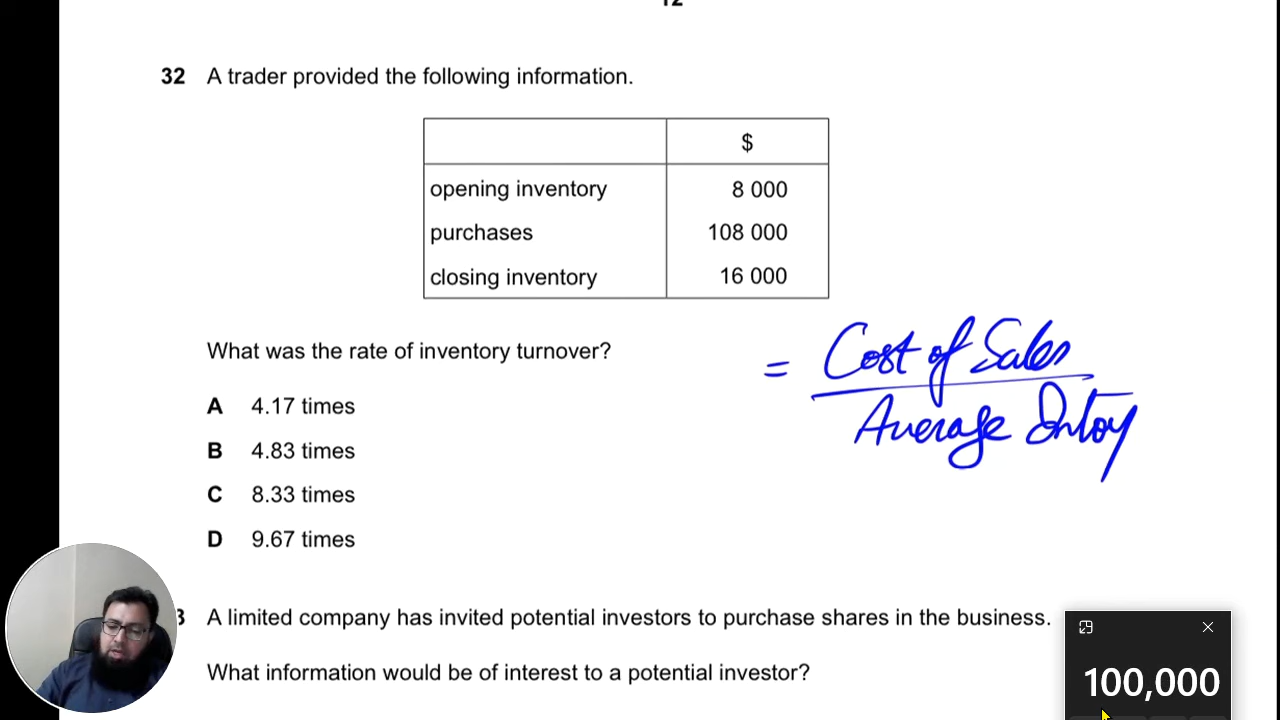 12
32 A trader provided the following information.
$
opening inventory 8 000
purchases 108 000
closing inventory 16 000
What was the rate of inventory turnover?
A 4.17 times
B 4.83 times
C 8.33 times
D 9.67 times
= Cost of Sales
Average Intoy
3 A limited company has invited potential investors to purchase shares in the business.
What information would be of interest to a potential investor?
100,000